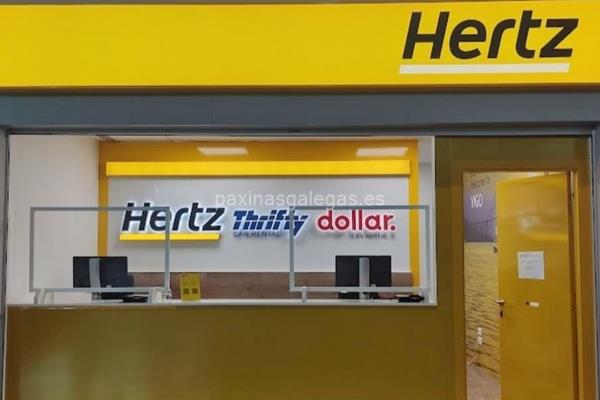 Hertz
paxinasgalegas.es
Hertz Thrifty dollar.
CAR RENTAL
VIGO